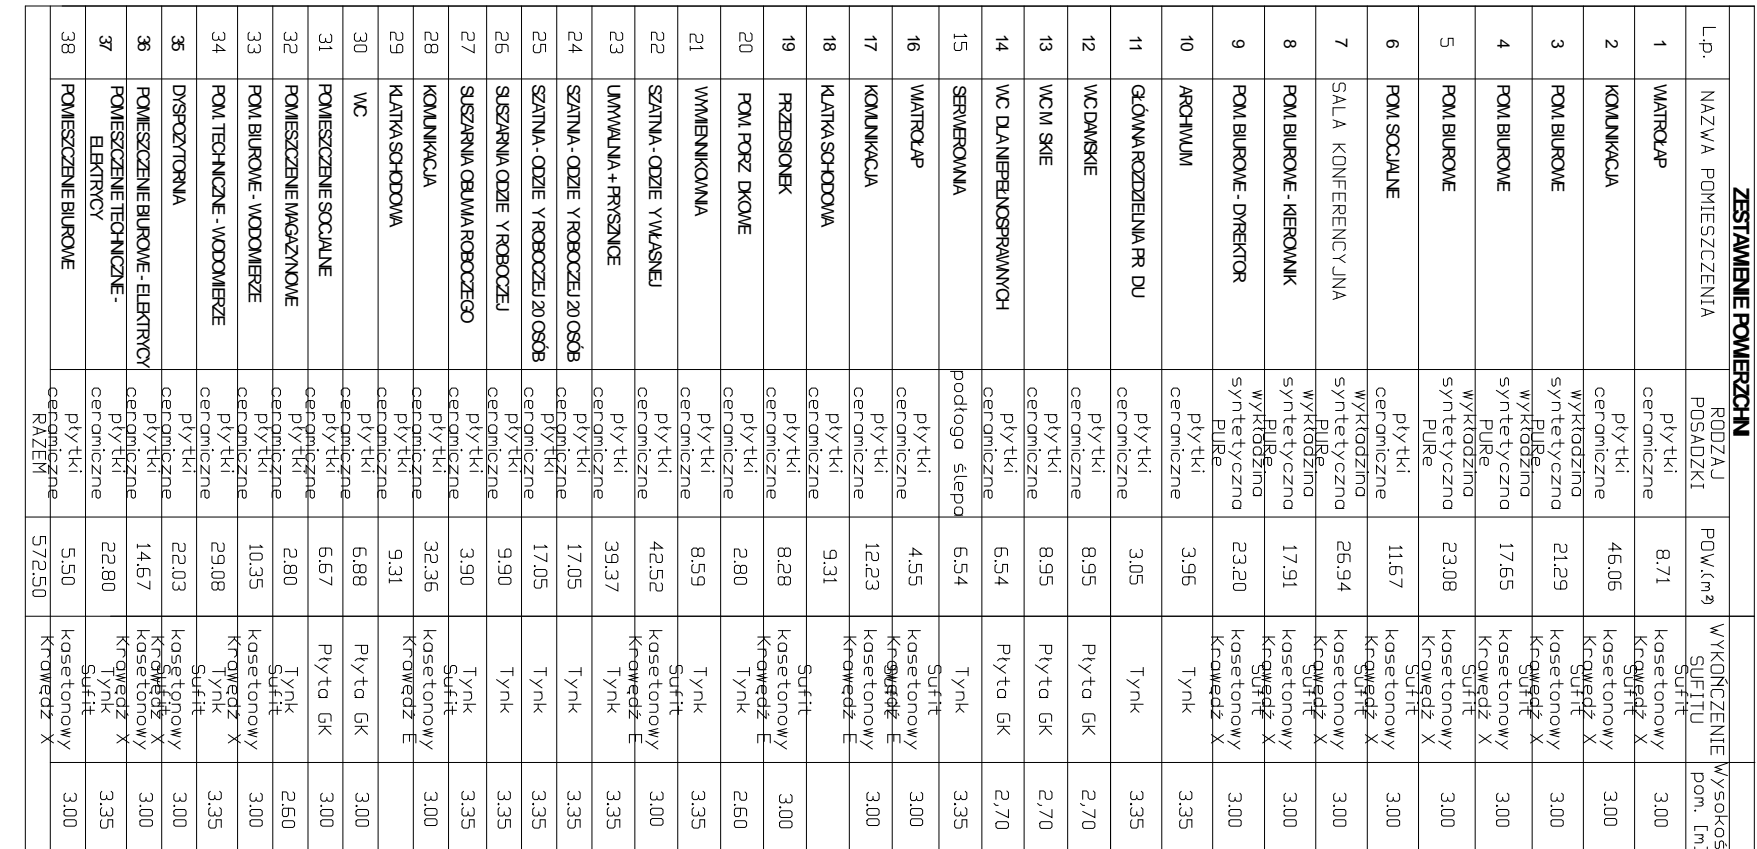 ZESTAWIENIE POWIERZCHN
L.p. NAZWA POMIESZCZENIA RODZAJ POSADZKI POW.(m²) WYKOŃCZENIE SUFITU Wysokoś pom. [m]
1 WIATROŁAP płytki ceramiczne 8.71 Sufit kasetonowy Krawędź X 3.00
2 KOMUNIKACJA płytki ceramiczne 46.06 Sufit kasetonowy Krawędź X 3.00
3 POM. BIUROWE wykładzina syntetyczna PURe 21.29 Sufit kasetonowy Krawędź X 3.00
4 POM. BIUROWE wykładzina syntetyczna PURe 17.65 Sufit kasetonowy Krawędź X 3.00
5 POM. BIUROWE wykładzina syntetyczna PURe 23.08 Sufit kasetonowy Krawędź X 3.00
6 POM. SOCJALNE płytki ceramiczne 11.67 Sufit kasetonowy Krawędź X 3.00
7 SALA KONFERENCYJNA wykładzina syntetyczna PURe 26.94 Sufit kasetonowy Krawędź X 3.00
8 POM. BIUROWE - KIEROWNIK wykładzina syntetyczna PURe 17.91 Sufit kasetonowy Krawędź X 3.00
9 POM. BIUROWE - DYREKTOR wykładzina syntetyczna PURe 23.20 Sufit kasetonowy Krawędź X 3.00
10 ARCHIWUM płytki ceramiczne 3.96 Tynk 3.35
11 GŁÓWNA ROZDZIELNIA PR DU płytki ceramiczne 3.05 Tynk 3.35
12 WC DAMSKIE płytki ceramiczne 8.95 Płyta GK 2,70
13 WC M SKIE płytki ceramiczne 8.95 Płyta GK 2,70
14 WC DLA NIEPEŁNOSPRAWNYCH płytki ceramiczne 6.54 Płyta GK 2,70
15 SERWEROWNIA podłoga ślepa 6.54 Tynk 3.35
16 WIATROŁAP płytki ceramiczne 4.55 Sufit kasetonowy Krawędź E 3.00
17 KOMUNIKACJA płytki ceramiczne 12.23 Sufit kasetonowy Krawędź E 3.00
18 KLATKA SCHODOWA płytki ceramiczne 9.31
19 PRZEDSIONEK płytki ceramiczne 8.28 Sufit kasetonowy Krawędź E 3.00
20 POM. PORZ DKOWE płytki ceramiczne 2.80 Tynk 2.60
21 WYMIENNIKOWNIA płytki ceramiczne 8.59 Tynk 3.35
22 SZATNIA - ODZIE Y WŁASNEJ płytki ceramiczne 42.52 Sufit kasetonowy Krawędź E 3.00
23 UMYWALNIA + PRYSZNICE płytki ceramiczne 39.37 Tynk 3.35
24 SZATNIA - ODZIE Y ROBOCZEJ 20 OSÓB płytki ceramiczne 17.05 Tynk 3.35
25 SZATNIA - ODZIE Y ROBOCZEJ 20 OSÓB płytki ceramiczne 17.05 Tynk 3.35
26 SUSZARNIA ODZIE Y ROBOCZEJ płytki ceramiczne 9.90 Tynk 3.35
27 SUSZARNIA OBUWIA ROBOCZEGO płytki ceramiczne 3.90 Tynk 3.35
28 KOMUNIKACJA płytki ceramiczne 32.36 Sufit kasetonowy Krawędź E 3.00
29 KLATKA SCHODOWA płytki ceramiczne 9.31
30 WC płytki ceramiczne 6.88 Płyta GK 3.00
31 POMIESZCZENIE SOCJALNE płytki ceramiczne 6.67 Płyta GK 3.00
32 POMIESZCZENIE MAGAZYNOWE płytki ceramiczne 2.80 Tynk 2.60
33 POM. BIUROWE - WODOMIERZE płytki ceramiczne 10.35 Sufit kasetonowy Krawędź X 3.00
34 POM. TECHNICZNE - WODOMIERZE płytki ceramiczne 29.08 Tynk 3.35
35 DYSPOZYTORNIA płytki ceramiczne 22.03 Sufit kasetonowy Krawędź X 3.00
36 POMIESZCZENIE BIUROWE - ELEKTRYCY płytki ceramiczne 14.67 Sufit kasetonowy Krawędź X 3.00
37 POMIESZCZENIE TECHNICZNE - ELEKTRYCY płytki ceramiczne 22.80 Tynk 3.35
38 POMIESZCZENIE BIUROWE płytki ceramiczne 5.50 Sufit kasetonowy Krawędź X 3.00
RAZEM 572.50